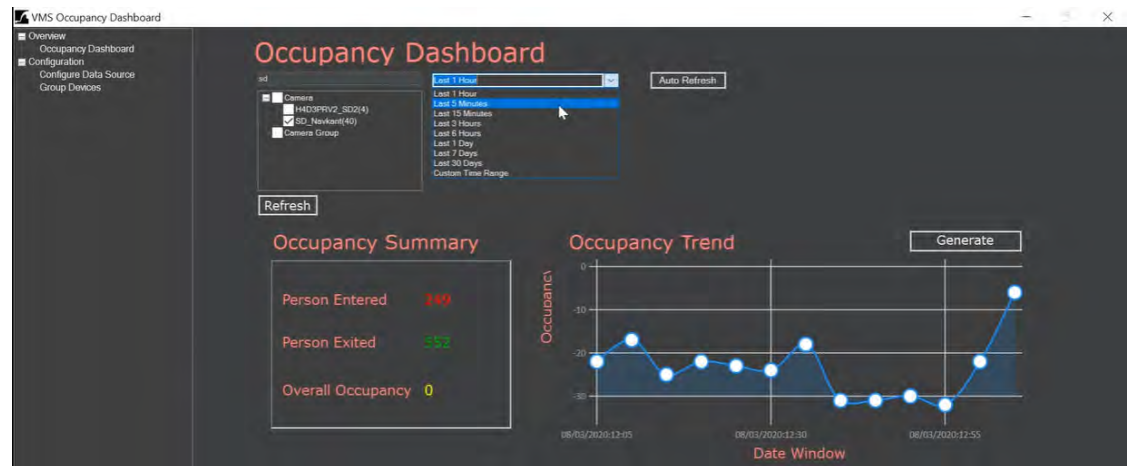 VMS Occupancy Dashboard
Overview
Occupancy Dashboard
Configuration
Configure Data Source
Group Devices
Occupancy Dashboard
sd
Last 1 Hour
Auto Refresh
Camera
H4D3PRV2_SD2(4)
SD_Navkant(40)
Camera Group
Last 1 Hour
Last 5 Minutes
Last 15 Minutes
Last 3 Hours
Last 6 Hours
Last 1 Day
Last 7 Days
Last 30 Days
Custom Time Range
Refresh
Occupancy Summary
Person Entered 349
Person Exited 552
Overall Occupancy 0
Occupancy Trend
Generate
Occupancy
0
-10
-20
-30
08/03/2020:12:05
08/03/2020:12:30
08/03/2020:12:55
Date Window